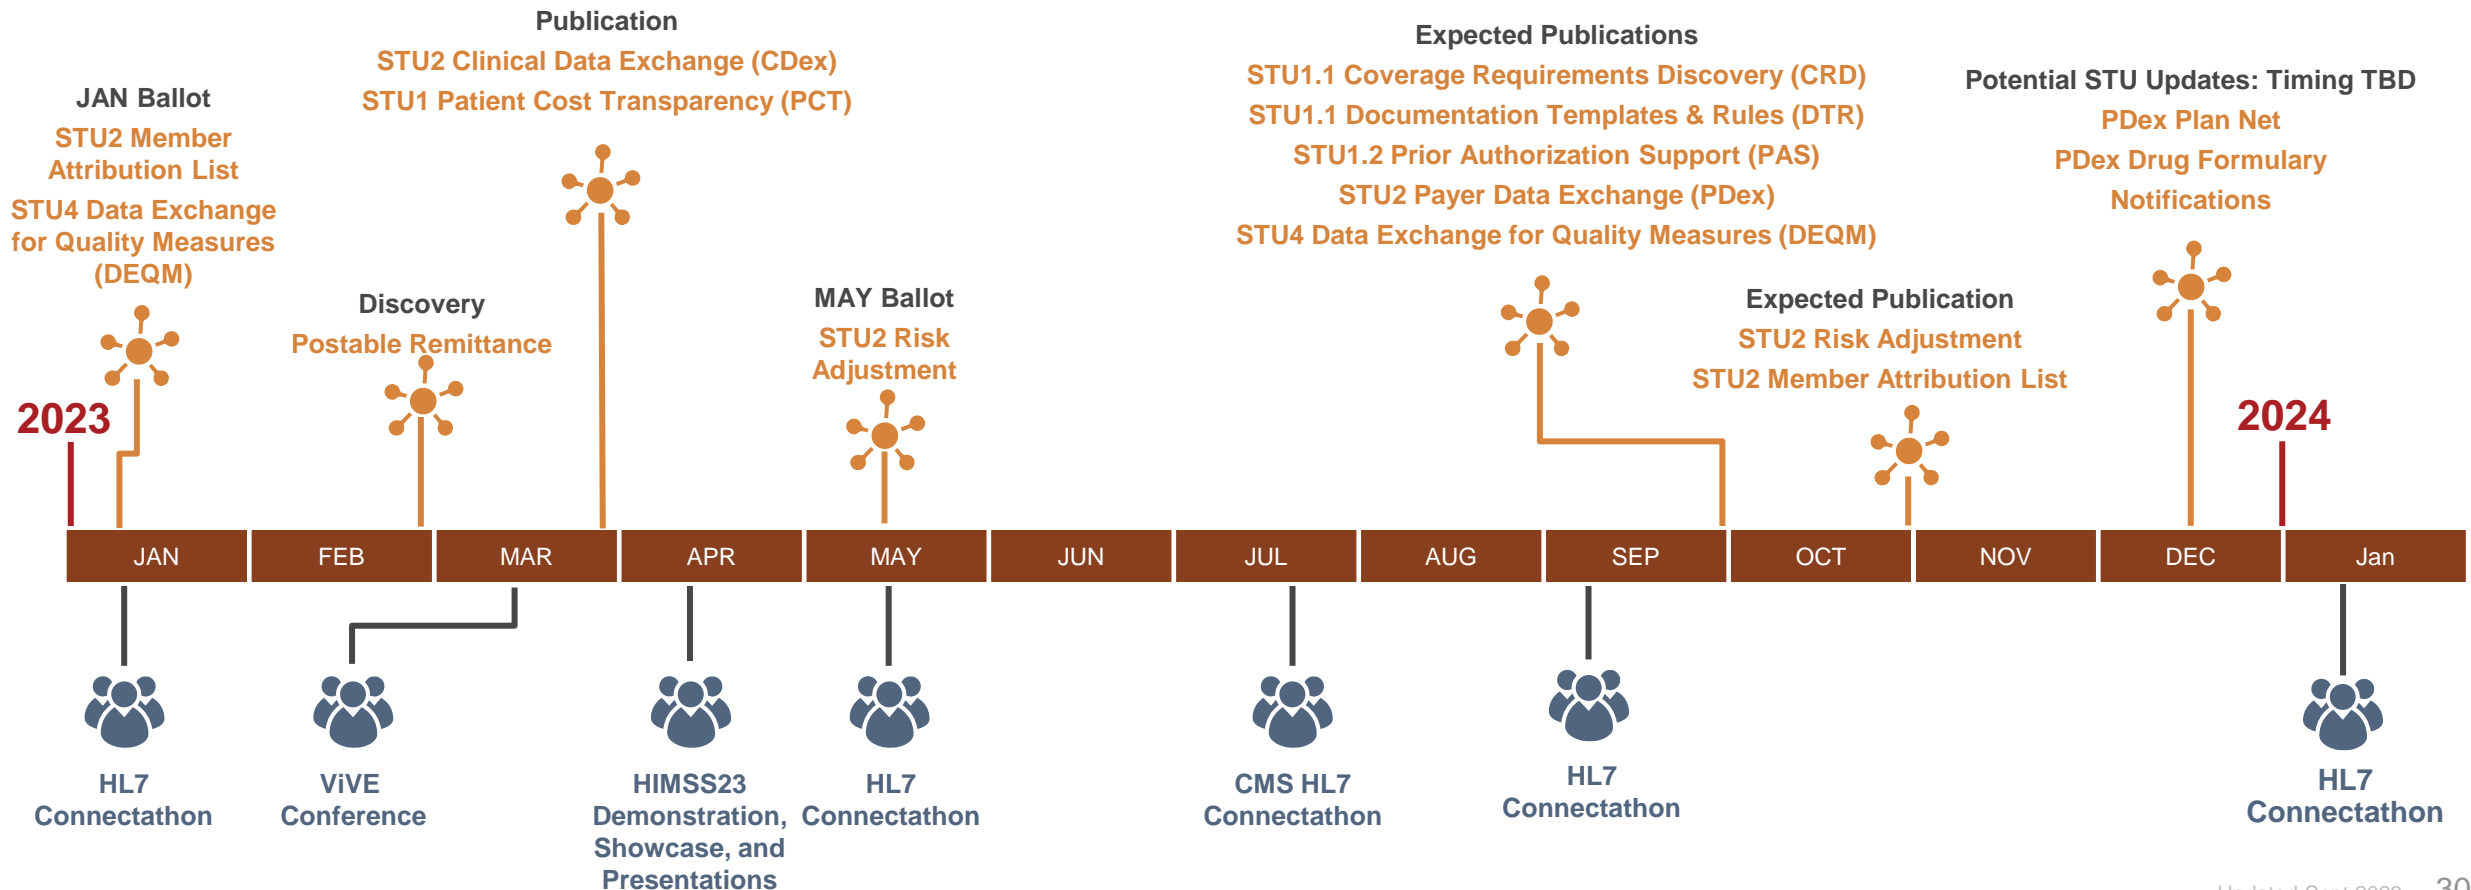 Publication
STU2 Clinical Data Exchange (CDex)
STU1 Patient Cost Transparency (PCT)
Expected Publications
STU1.1 Coverage Requirements Discovery (CRD)
STU1.1 Documentation Templates & Rules (DTR)
STU1.2 Prior Authorization Support (PAS)
STU2 Payer Data Exchange (PDex)
STU4 Data Exchange for Quality Measures (DEQM)
Potential STU Updates: Timing TBD
PDex Plan Net
PDex Drug Formulary
Notifications
JAN Ballot
STU2 Member
Attribution List
STU4 Data Exchange
for Quality Measures
(DEQM)
Discovery
Postable Remittance
MAY Ballot
STU2 Risk
Adjustment
Expected Publication
STU2 Risk Adjustment
STU2 Member Attribution List
2023
2024
JAN
FEB
MAR
APR
MAY
JUN
JUL
AUG
SEP
OCT
NOV
DEC
Jan
HL7
Connectathon
ViVE
Conference
HIMSS23
Demonstration,
Showcase, and
Presentations
HL7
Connectathon
CMS HL7
Connectathon
HL7
Connectathon
HL7
Connectathon
Updated Sept 2023
30